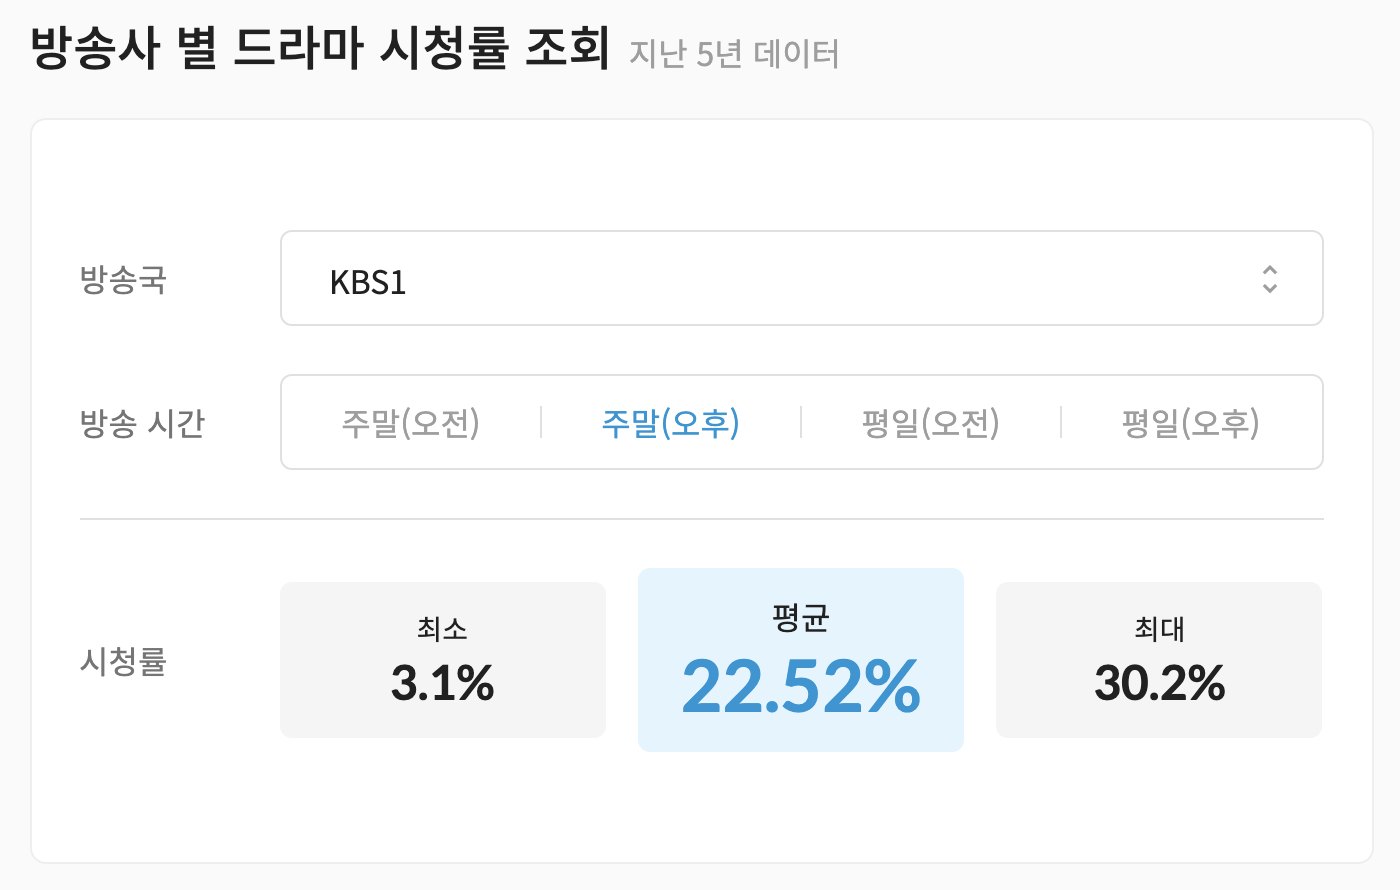 방송사 별 드라마 시청률 조회 지난 5년 데이터
방송국 KBS1
방송 시간 주말(오전) 주말(오후) 평일(오전) 평일(오후)
최소 평균 최대
시청률 3.1% 22.52% 30.2%